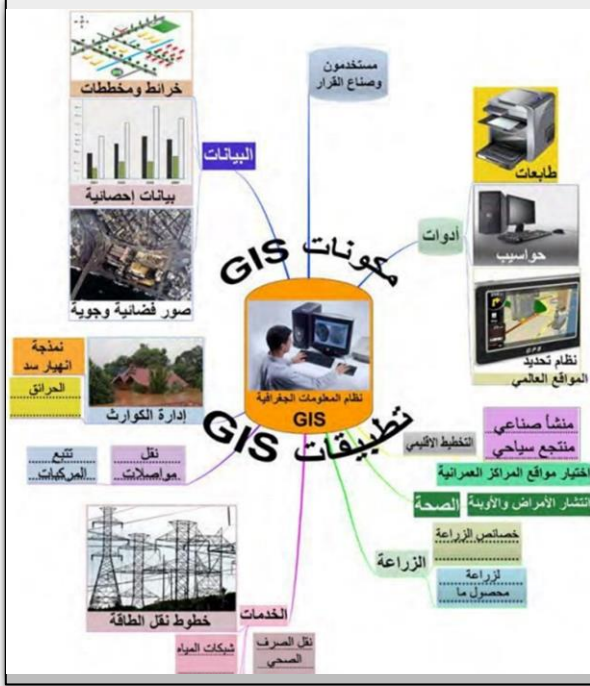 مستخدمون
وصناع القرار
خرائط ومخططات
البيانات
بيانات إحصائية
صور فضائية وجوية
طابعات
أدوات
حواسيب
نظام تحديد
المواقع العالمي
GPS
مكونات GIS
نظام المعلومات الجغرافية
GIS
تطبيقات GIS
نمذجة
انهيار سد
الحرائق
إدارة الكوارث
نقل
مواصلات
تتبع
المركبات
منشأ صناعي
منتجع سياحي
التخطيط الاقليمي
اختيار مواقع المراكز العمرانية
انتشار الأمراض والأوبئة
الصحة
خصائص الزراعة
الزراعة
لزراعة
محصول ما
خطوط نقل الطاقة
الخدمات
شبكات المياه
نقل الصرف
الصحي